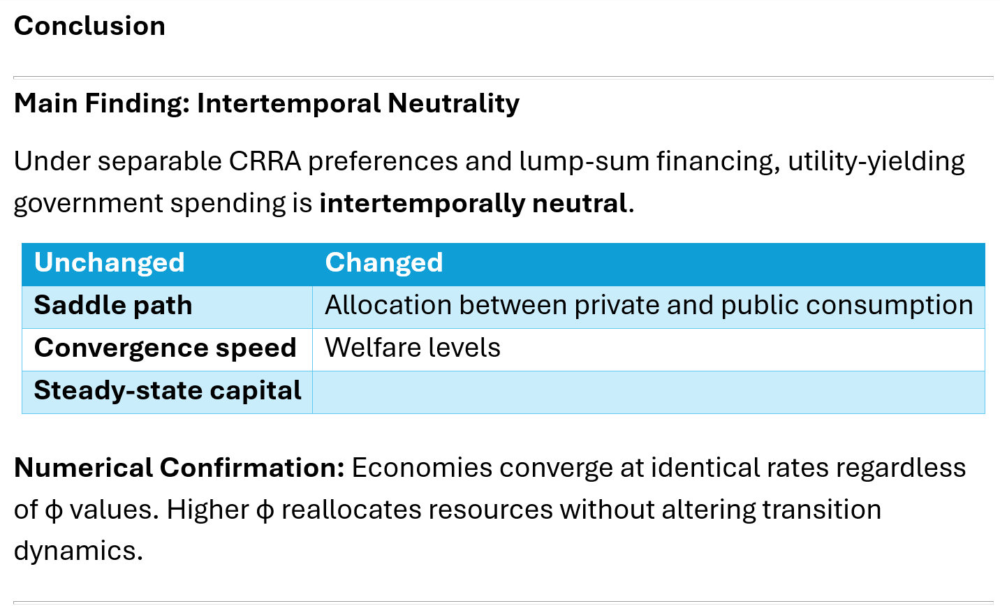 Conclusion
Main Finding: Intertemporal Neutrality
Under separable CRRA preferences and lump-sum financing, utility-yielding
government spending is intertemporally neutral.
Unchanged Changed
Saddle path Allocation between private and public consumption
Convergence speed Welfare levels
Steady-state capital
Numerical Confirmation: Economies converge at identical rates regardless
of ϕ values. Higher ϕ reallocates resources without altering transition
dynamics.